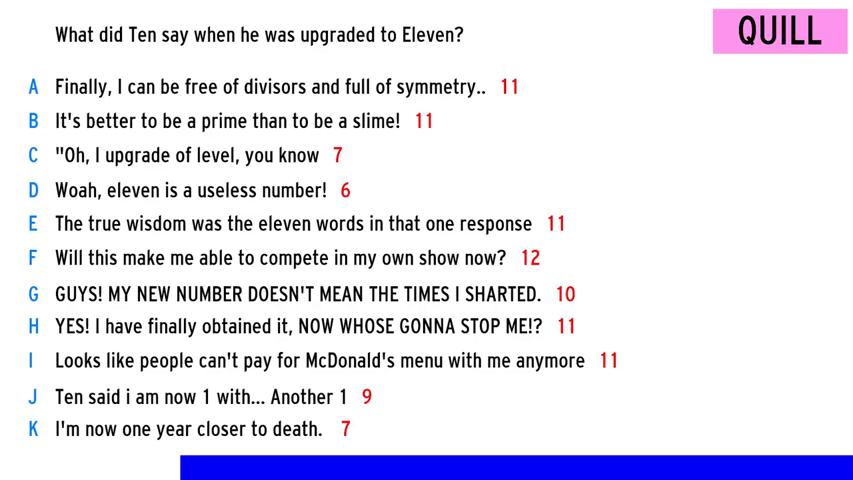 What did Ten say when he was upgraded to Eleven?
QUILL
A Finally, I can be free of divisors and full of symmetry.. 11
B It's better to be a prime than to be a slime! 11
C "Oh, I upgrade of level, you know 7
D Woah, eleven is a useless number! 6
E The true wisdom was the eleven words in that one response 11
F Will this make me able to compete in my own show now? 12
G GUYS! MY NEW NUMBER DOESN'T MEAN THE TIMES I SHARTED. 10
H YES! I have finally obtained it, NOW WHOSE GONNA STOP ME!? 11
I Looks like people can't pay for McDonald's menu with me anymore 11
J Ten said i am now 1 with... Another 1 9
K I'm now one year closer to death. 7